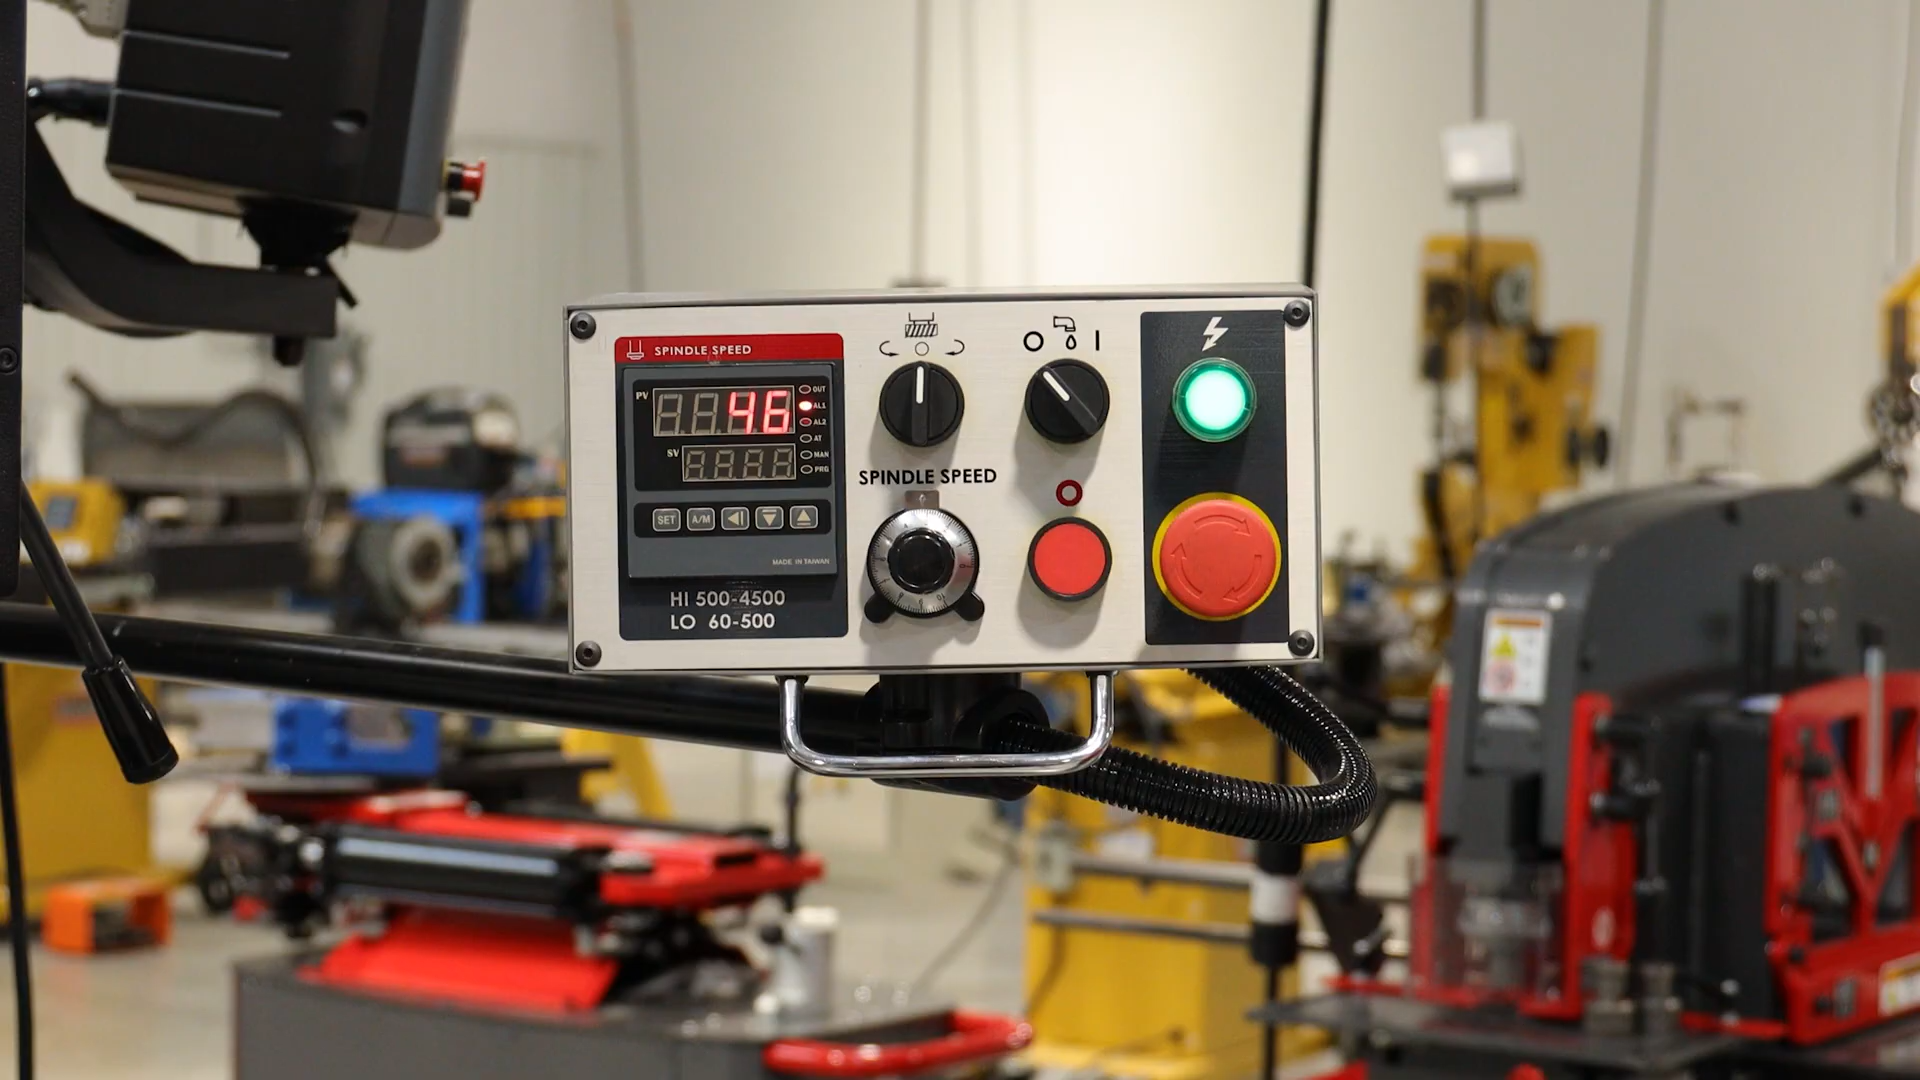 SPINDLE SPEED
PV
46
OUT
AL1
AL2
AT
SV
MAN
PRG
SET A/M
MADE IN TAIWAN
HI 500-4500
LO 60-500
SPINDLE SPEED